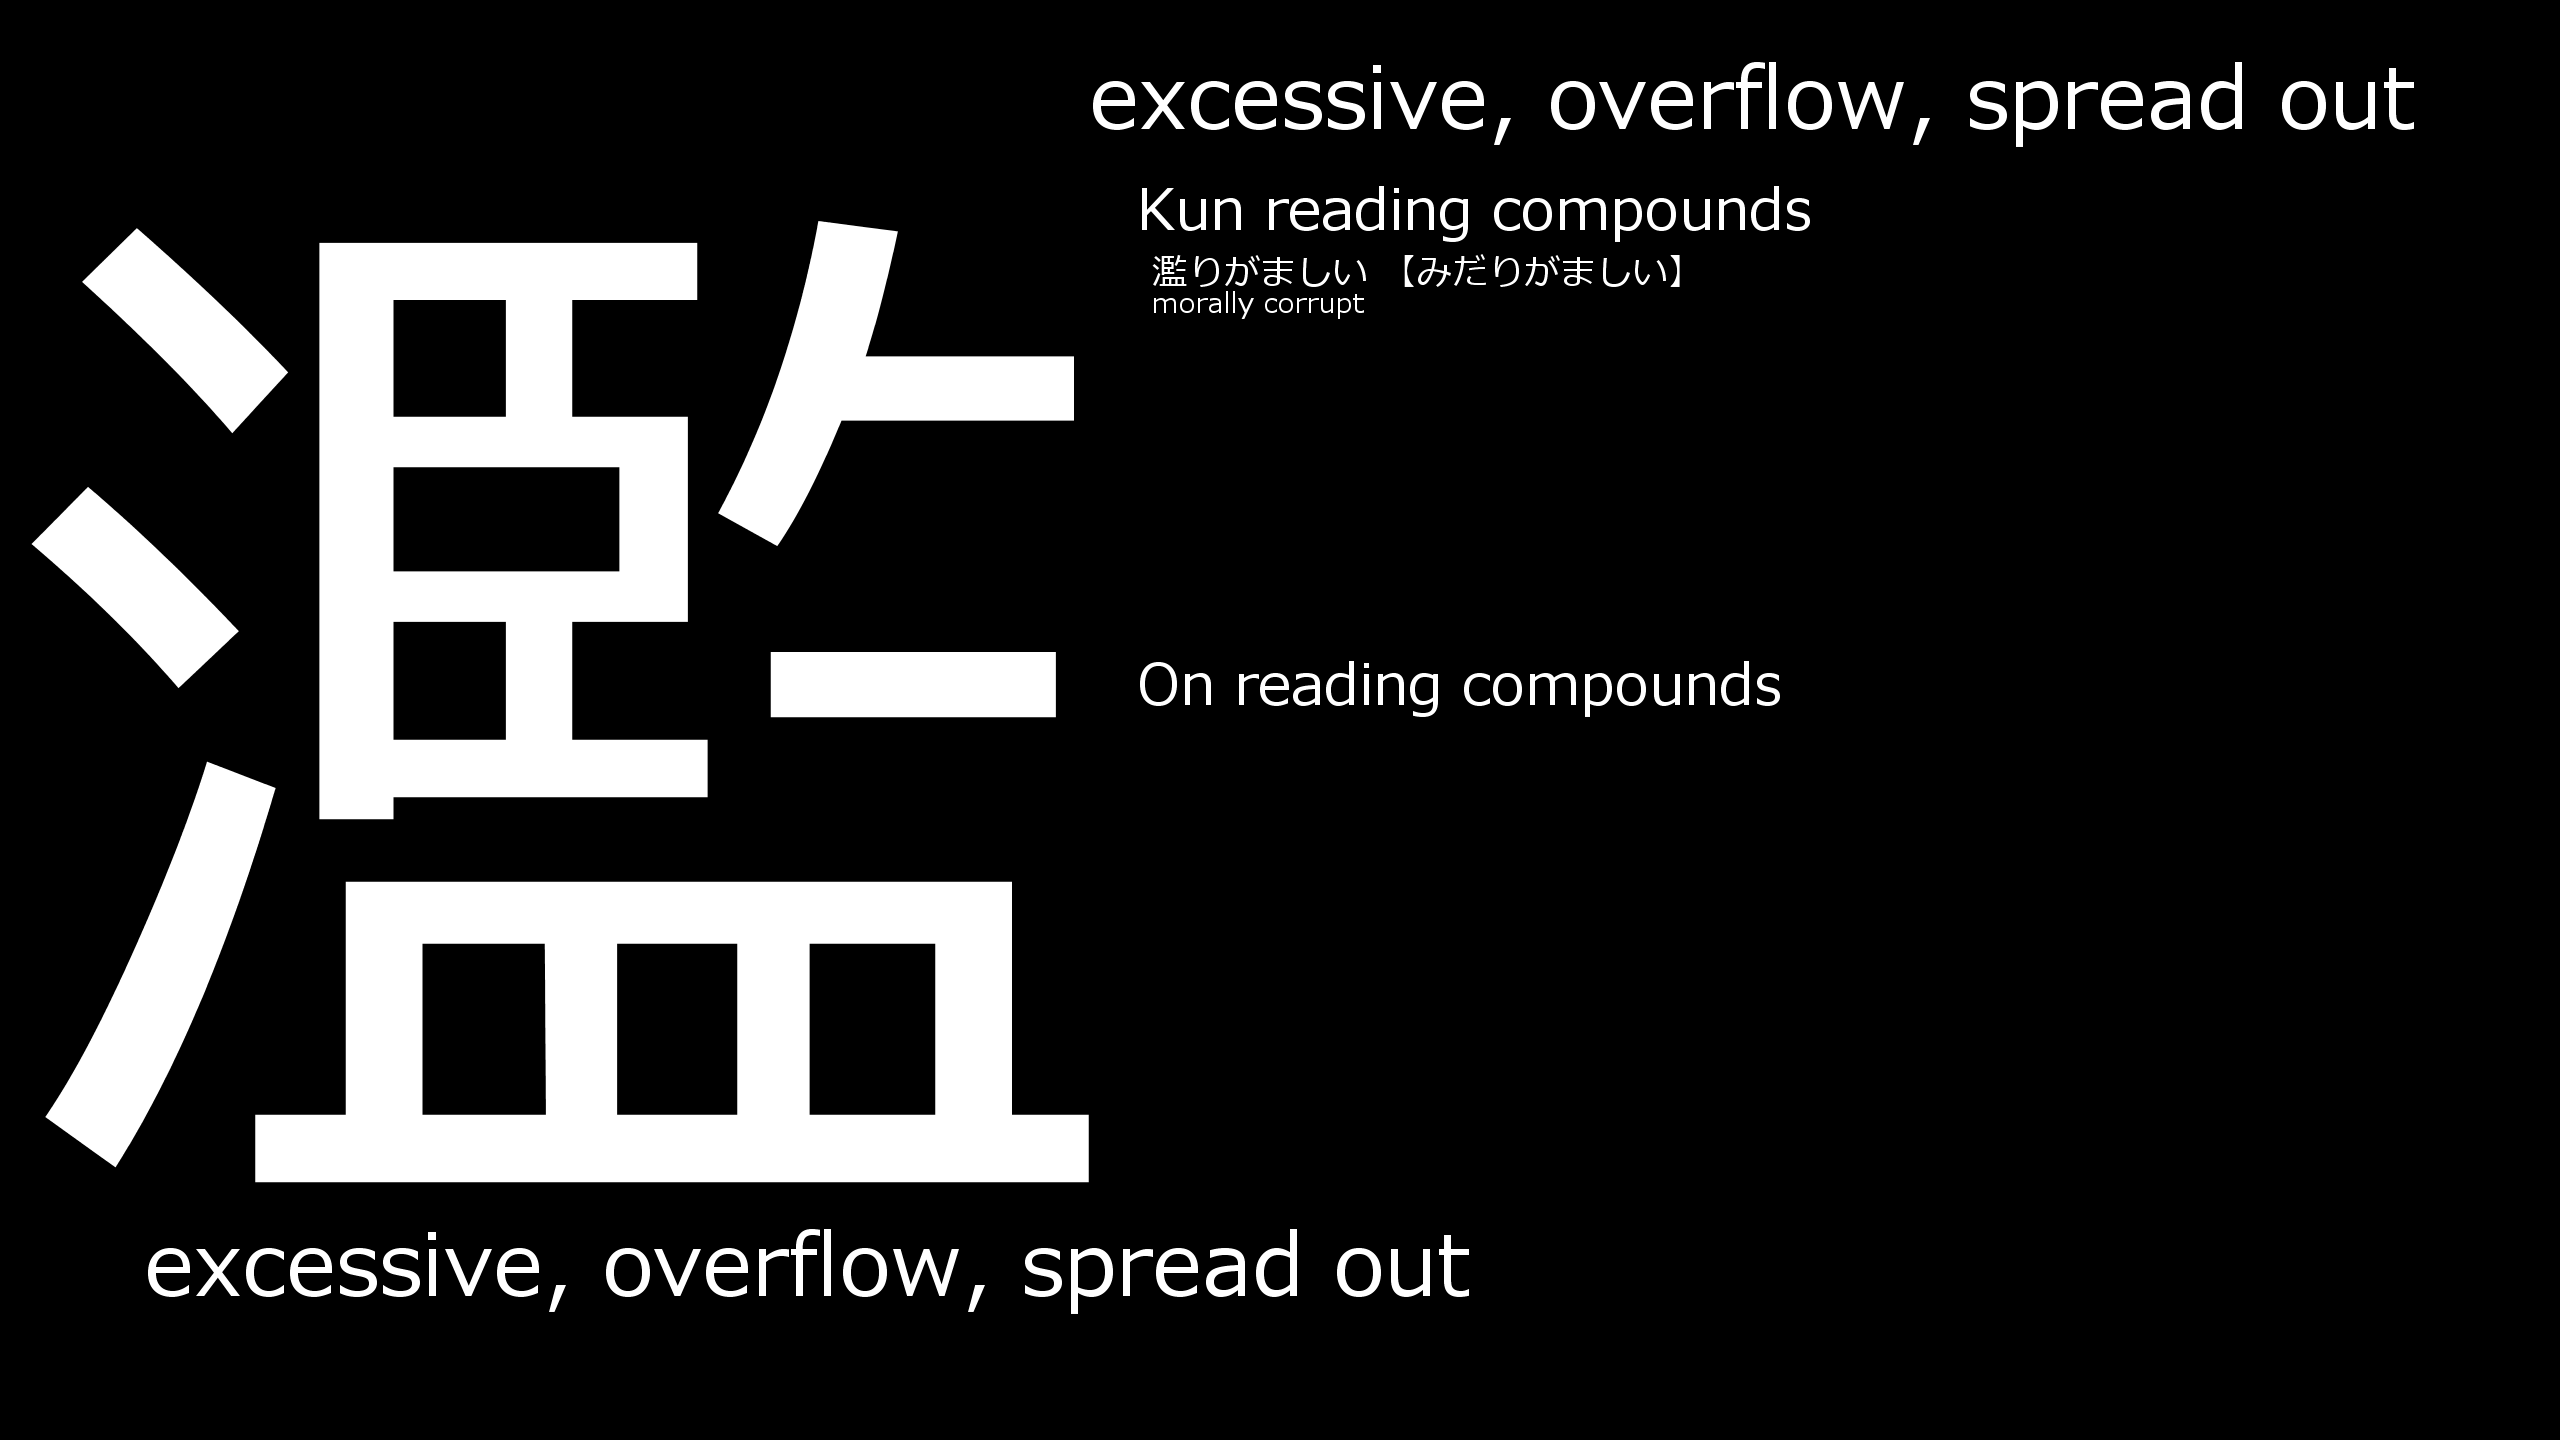 濫
excessive, overflow, spread out
Kun reading compounds
濫りがましい 【みだりがましい】
morally corrupt
On reading compounds
excessive, overflow, spread out